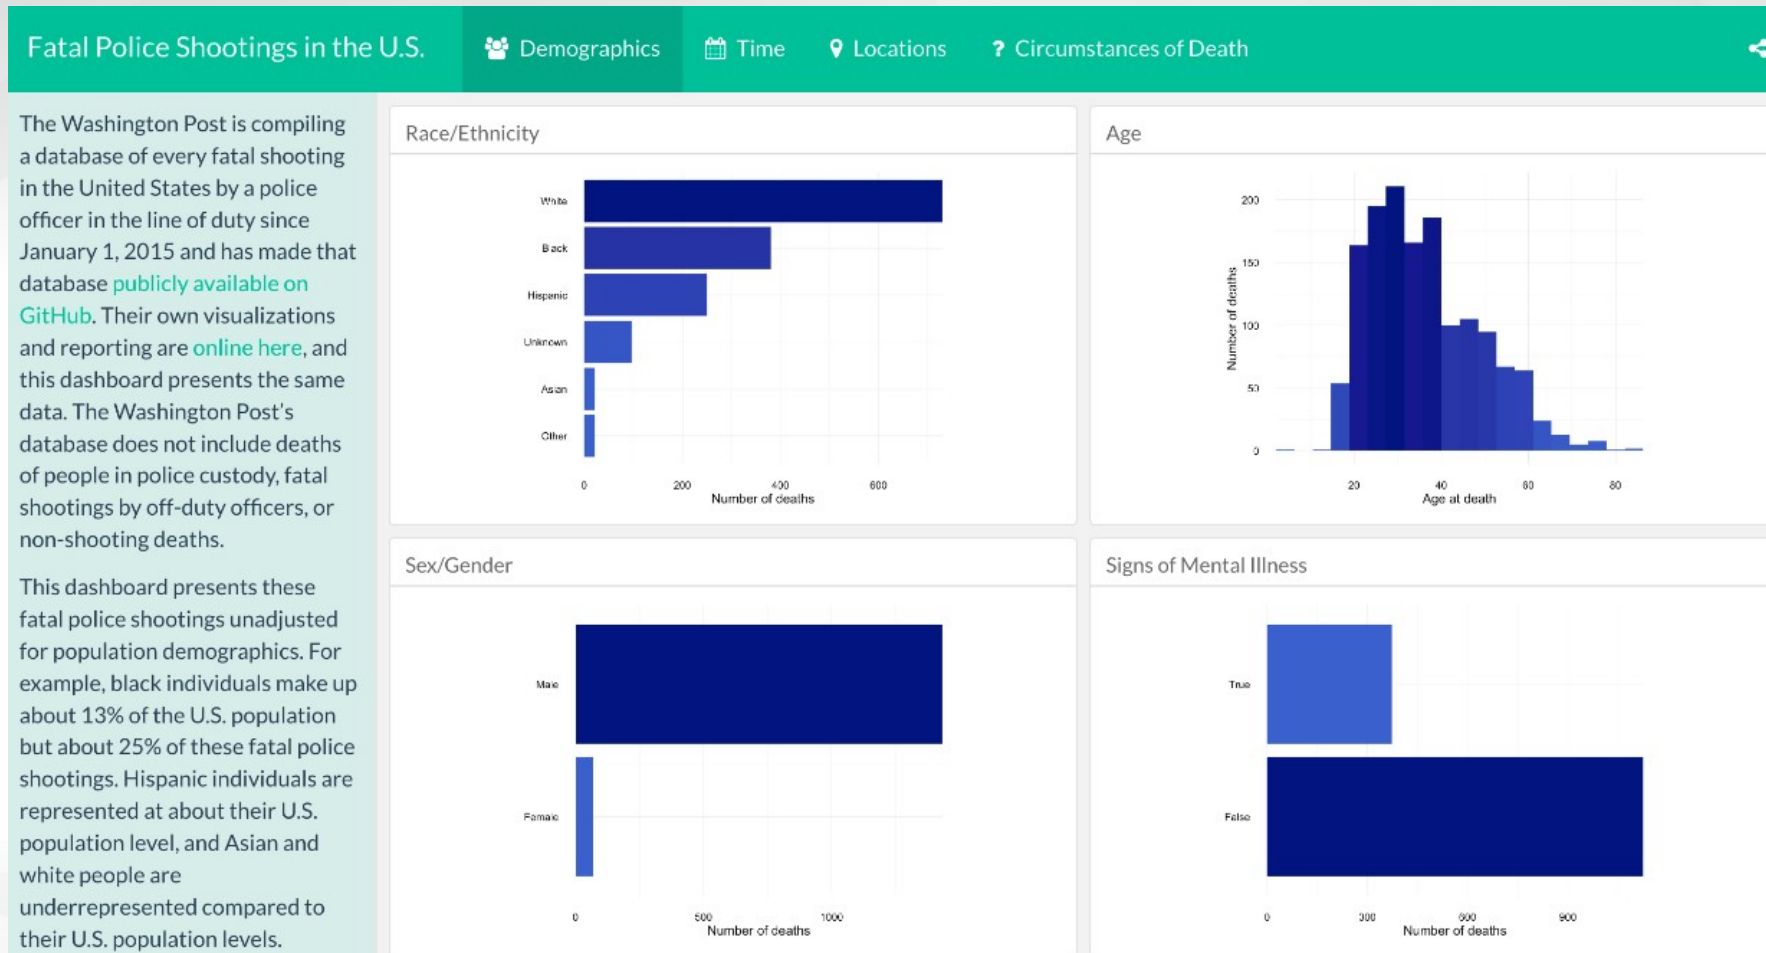 Fatal Police Shootings in the U.S.
Demographics
Time
Locations
? Circumstances of Death
The Washington Post is compiling
a database of every fatal shooting
in the United States by a police
officer in the line of duty since
January 1, 2015 and has made that
database publicly available on
GitHub. Their own visualizations
and reporting are online here, and
this dashboard presents the same
data. The Washington Post's
database does not include deaths
of people in police custody, fatal
shootings by off-duty officers, or
non-shooting deaths.
This dashboard presents these
fatal police shootings unadjusted
for population demographics. For
example, black individuals make up
about 13% of the U.S. population
but about 25% of these fatal police
shootings. Hispanic individuals are
represented at about their U.S.
population level, and Asian and
white people are
underrepresented compared to
their U.S. population levels.
Race/Ethnicity
White
Black
Hispanic
Unknown
Asian
Other
0 200 400 600
Number of deaths
Age
Number of deaths
200
150
100
50
0
20 40 60 80
Age at death
Sex/Gender
Male
Female
0 500 1000
Number of deaths
Signs of Mental Illness
True
False
0 300 600 900
Number of deaths